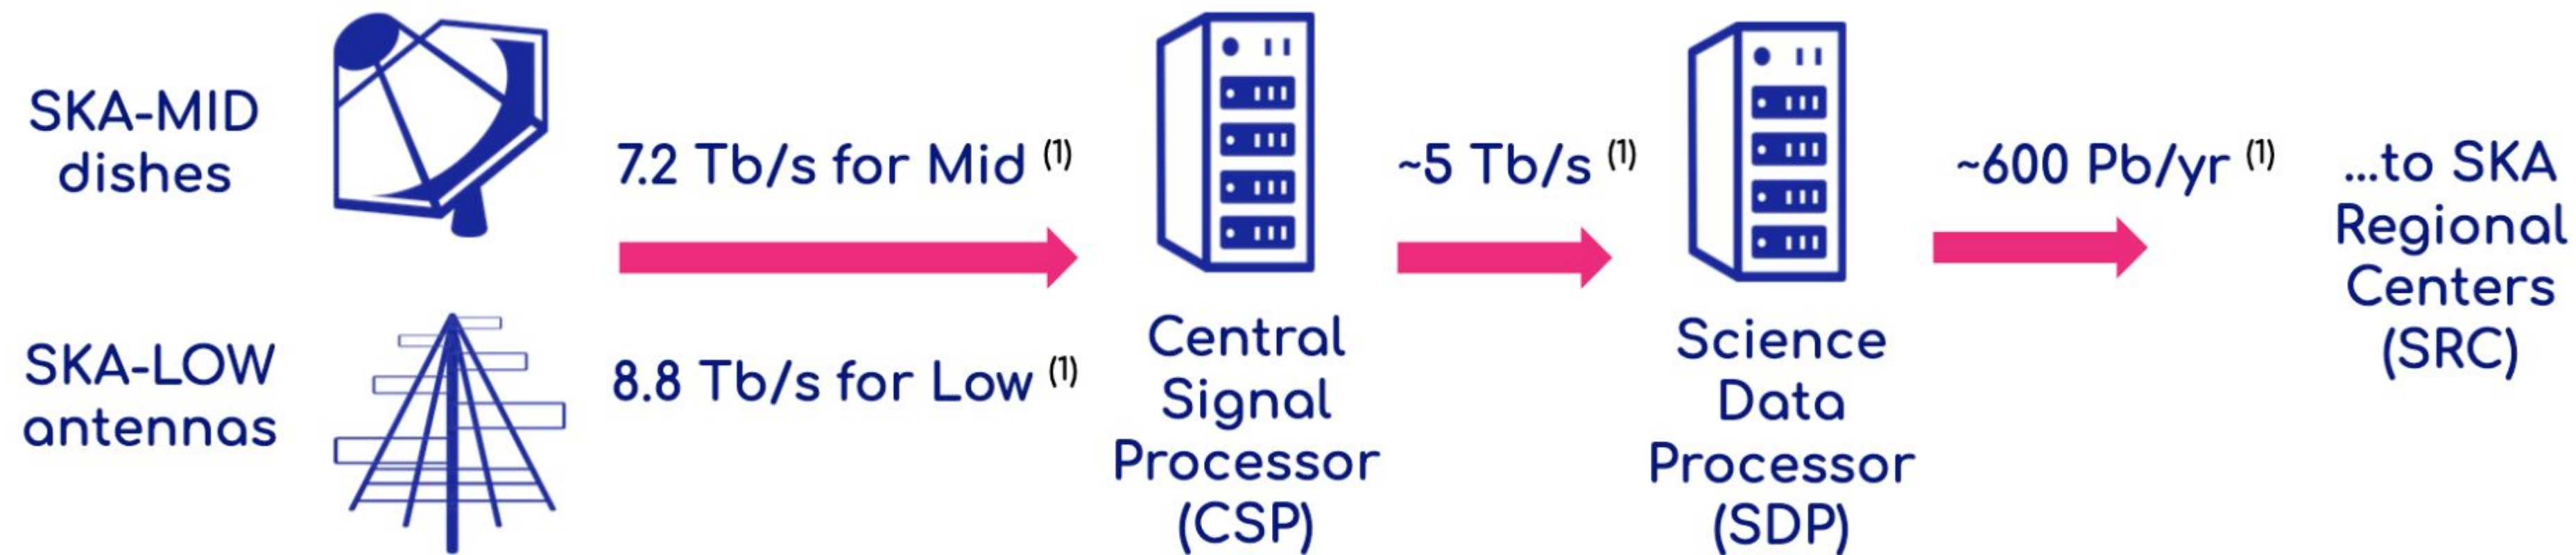 SKA-MID
dishes
SKA-LOW
antennas
7.2 Tb/s for Mid (1)
8.8 Tb/s for Low (1)
Central
Signal
Processor
(CSP)
~5 Tb/s (1)
Science
Data
Processor
(SDP)
~600 Pb/yr (1)
...to SKA
Regional
Centers
(SRC)